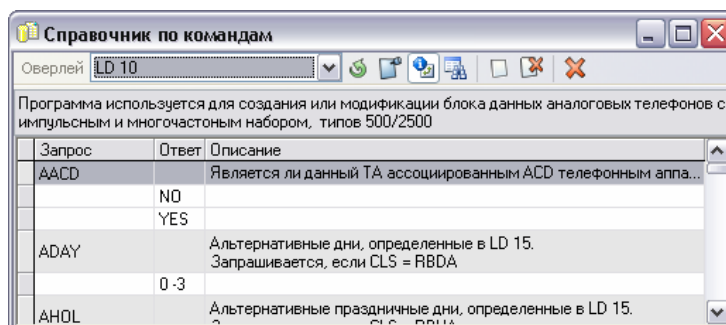 Справочник по командам
Оверлей LD 10
Программа используется для создания или модификации блока данных аналоговых телефонов с
импульсным и многочастоным набором, типов 500/2500
Запрос Ответ Описание
AACD Является ли данный ТА ассоциированным ACD телефонным аппа...
NO
YES
ADAY Альтернативные дни, определенные в LD 15.
Запрашивается, если CLS = RBDA
0 -3
AHOL Альтернативные праздничные дни, определенные в LD 15.